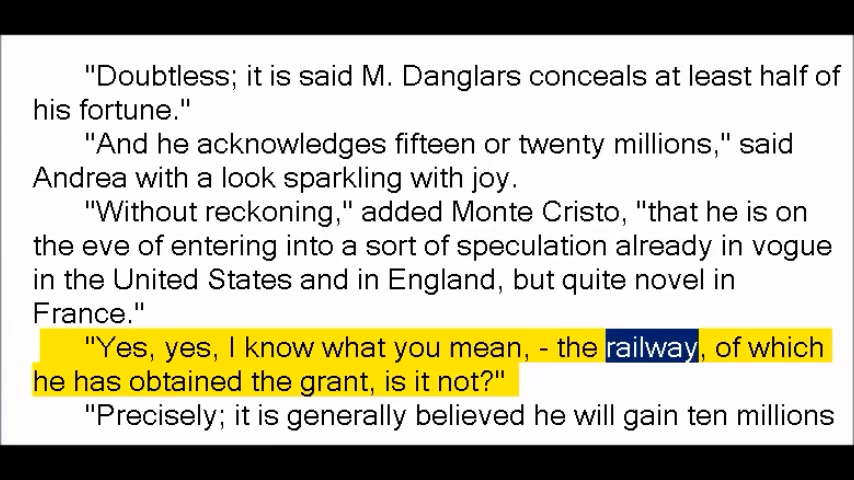 "Doubtless; it is said M. Danglars conceals at least half of
his fortune."
"And he acknowledges fifteen or twenty millions," said
Andrea with a look sparkling with joy.
"Without reckoning," added Monte Cristo, "that he is on
the eve of entering into a sort of speculation already in vogue
in the United States and in England, but quite novel in
France."
"Yes, yes, I know what you mean, - the railway, of which
he has obtained the grant, is it not?"
"Precisely; it is generally believed he will gain ten millions